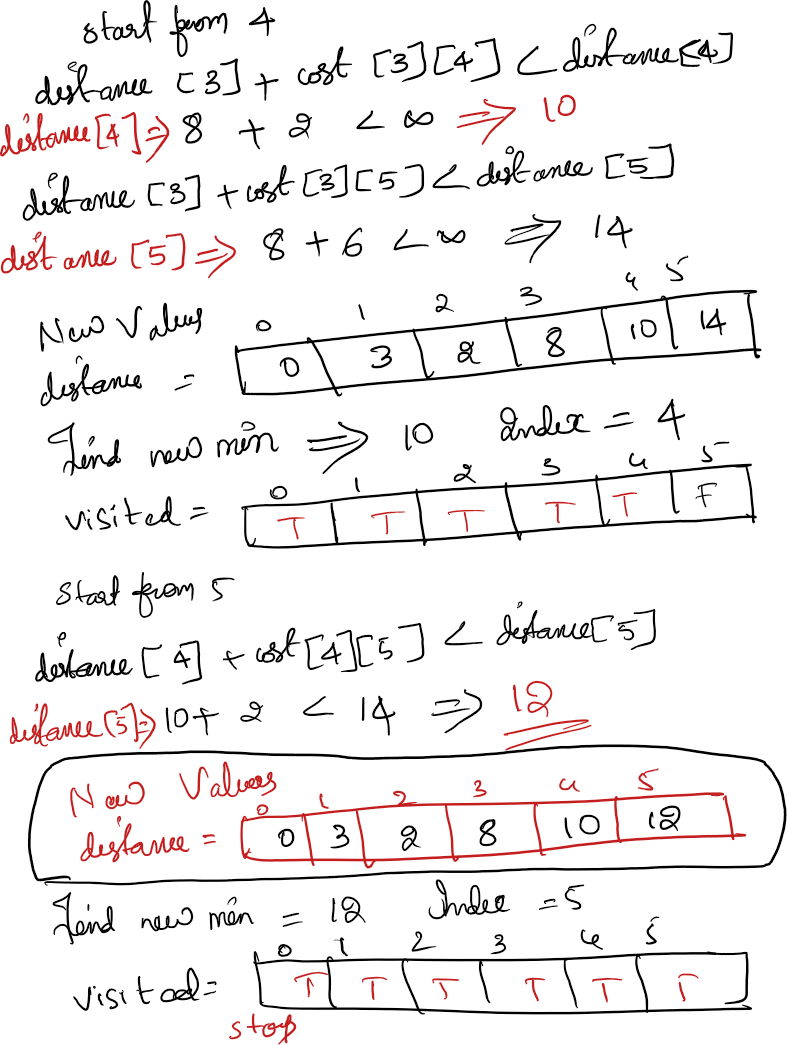 start from 4
distance [3] + cost [3][4] < distance[4]
distance[4] => 8 + 2 < ∞ => 10
distance [3] + cost [3][5] < distance [5]
distance [5] => 8 + 6 < ∞ => 14
New Values 0 1 2 3 4 5
distance = 0 3 2 8 10 14
Find new min => 10 Index = 4
0 1 2 3 4 5
visited = T T T T T F
Start from 5
distance [4] + cost [4][5] < distance[5]
distance[5] => 10 + 2 < 14 => 12
New Values 0 1 2 3 4 5
distance = 0 3 2 8 10 12
Find new min = 12 Index = 5
0 1 2 3 4 5
visited = T T T T T T
stop